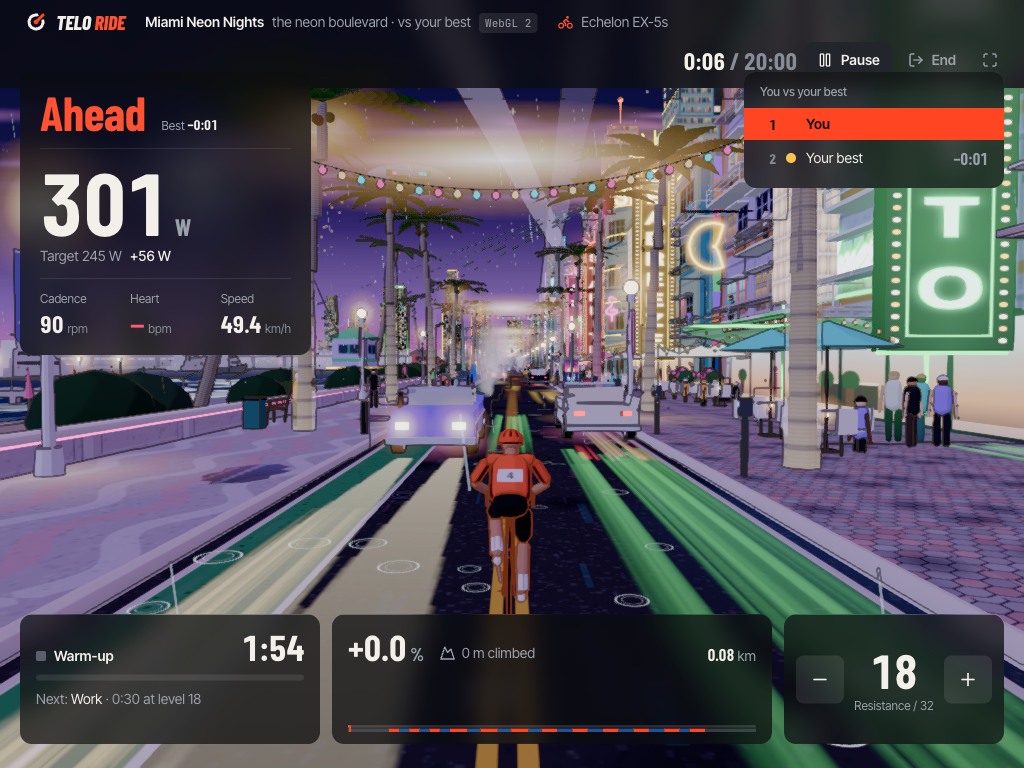 TELO RIDE Miami Neon Nights the neon boulevard · vs your best WebGL 2 Echelon EX-5s
0:06 / 20:00 Pause End
Ahead Best −0:01
301 W
Target 245 W +56 W
Cadence Heart Speed
90 rpm — bpm 49.4 km/h
You vs your best
1 You
2 Your best −0:01
T
O
4
Warm-up 1:54
Next: Work · 0:30 at level 18
+0.0 % 0 m climbed 0.08 km
− 18 +
Resistance / 32